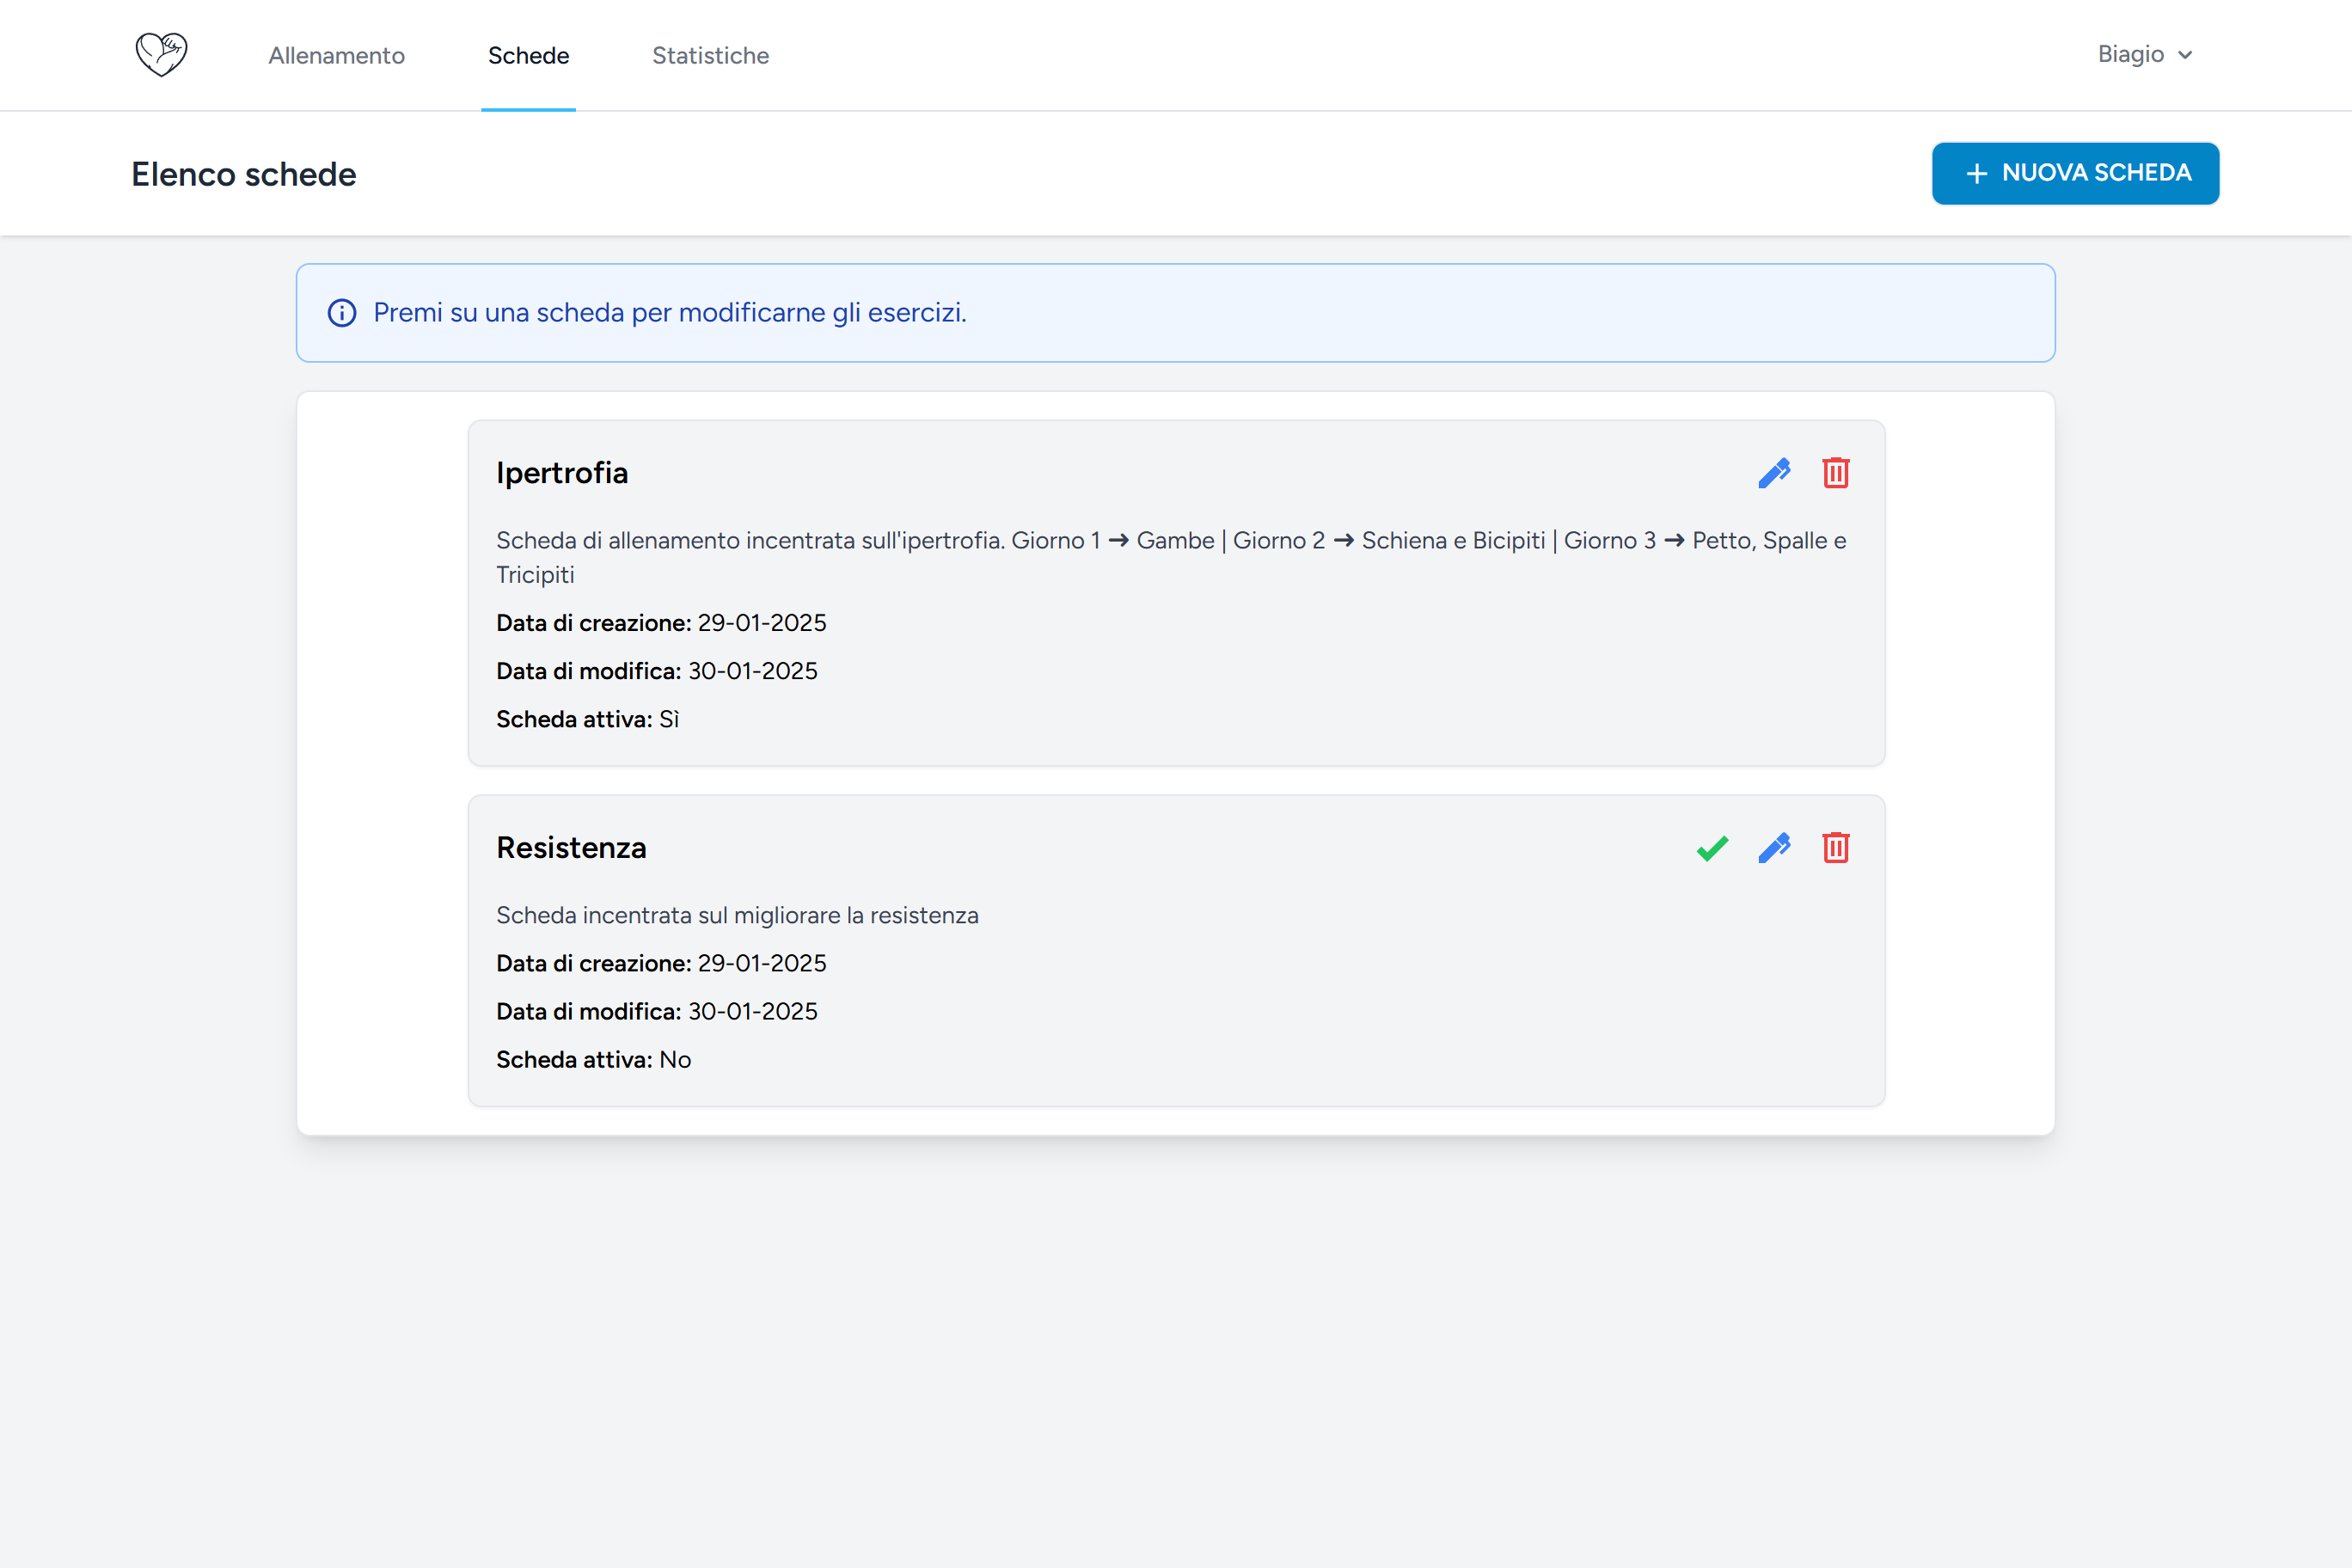 Allenamento
Schede
Statistiche
Biagio
Elenco schede
NUOVA SCHEDA
Premi su una scheda per modificarne gli esercizi.
Ipertrofia
Scheda di allenamento incentrata sull'ipertrofia. Giorno 1 → Gambe | Giorno 2 → Schiena e Bicipiti | Giorno 3 → Petto, Spalle e
Tricipiti
Data di creazione: 29-01-2025
Data di modifica: 30-01-2025
Scheda attiva: Sì
Resistenza
Scheda incentrata sul migliorare la resistenza
Data di creazione: 29-01-2025
Data di modifica: 30-01-2025
Scheda attiva: No